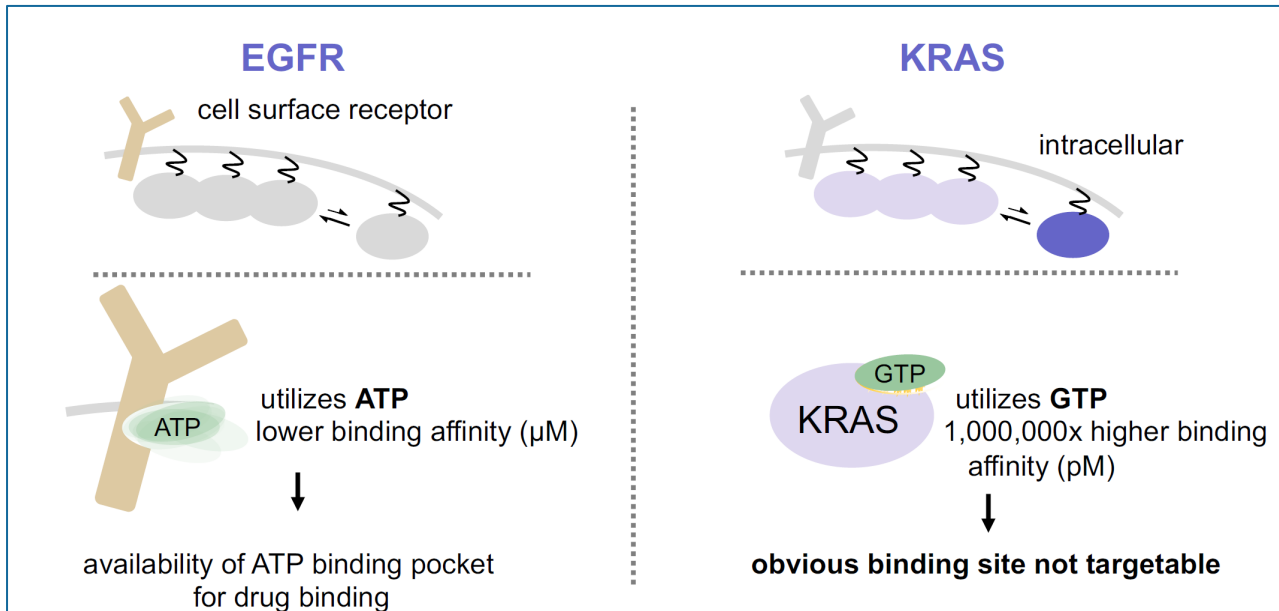 EGFR
cell surface receptor
ATP
utilizes ATP
lower binding affinity (µM)
availability of ATP binding pocket
for drug binding
KRAS
intracellular
GTP
KRAS
utilizes GTP
1,000,000x higher binding
affinity (pM)
obvious binding site not targetable